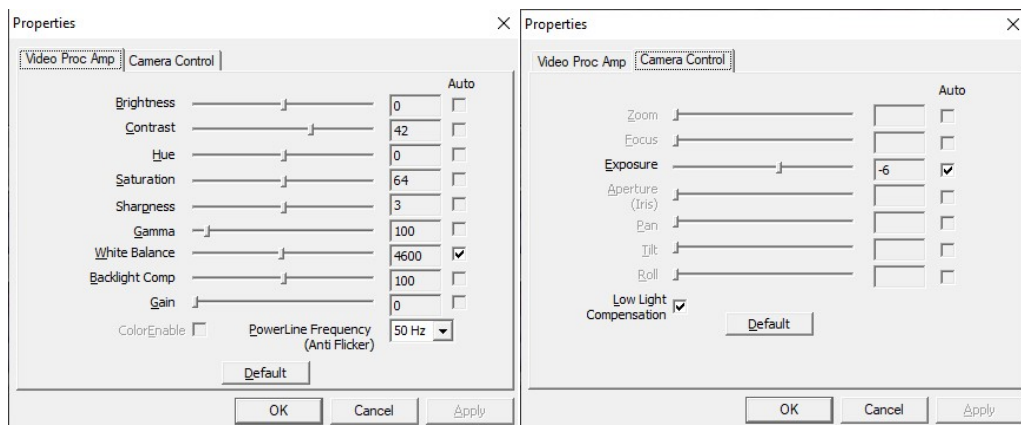 Properties
Video Proc Amp Camera Control
Auto
Brightness 0
Contrast 42
Hue 0
Saturation 64
Sharpness 3
Gamma 100
White Balance 4600
Backlight Comp 100
Gain 0
ColorEnable PowerLine Frequency 50 Hz
(Anti Flicker)
Default
OK Cancel Apply
Properties
Video Proc Amp Camera Control
Auto
Zoom
Focus
Exposure -6
Aperture
(Iris)
Pan
Tilt
Roll
Low Light
Compensation
Default
OK Cancel Apply